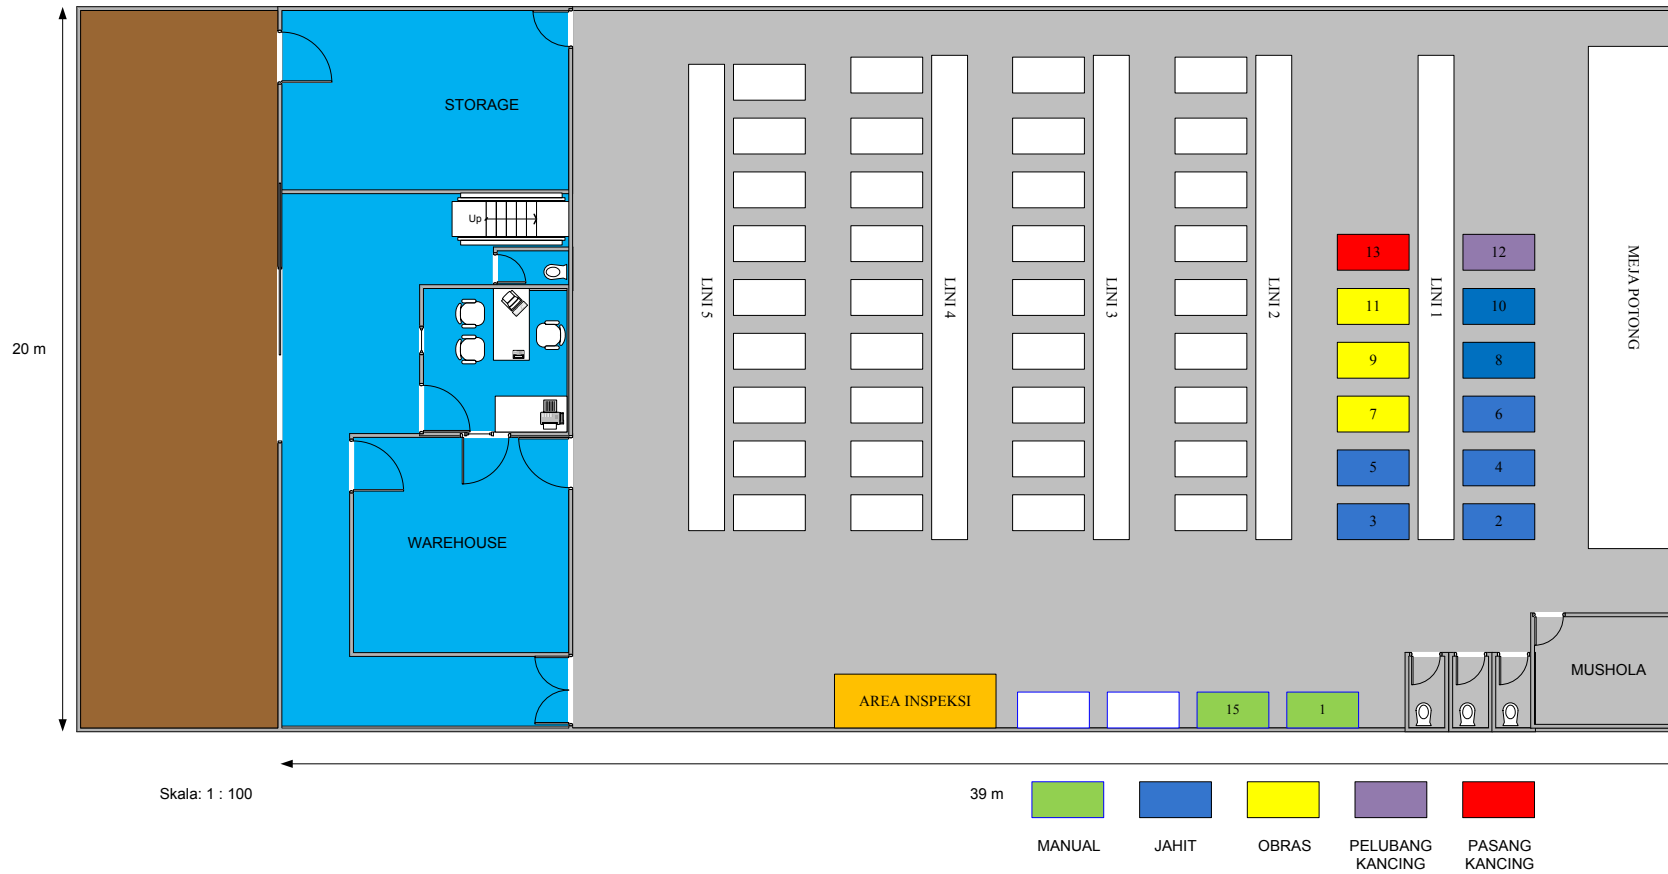 STORAGE
Up
20 m
LINI 5
LINI 4
LINI 3
LINI 2
LINI 1
MEJA POTONG
13
12
11
10
9
8
7
6
5
4
3
2
WAREHOUSE
MUSHOLA
AREA INSPEKSI
15
1
Skala: 1 : 100
39 m
MANUAL
JAHIT
OBRAS
PELUBANG
KANCING
PASANG
KANCING